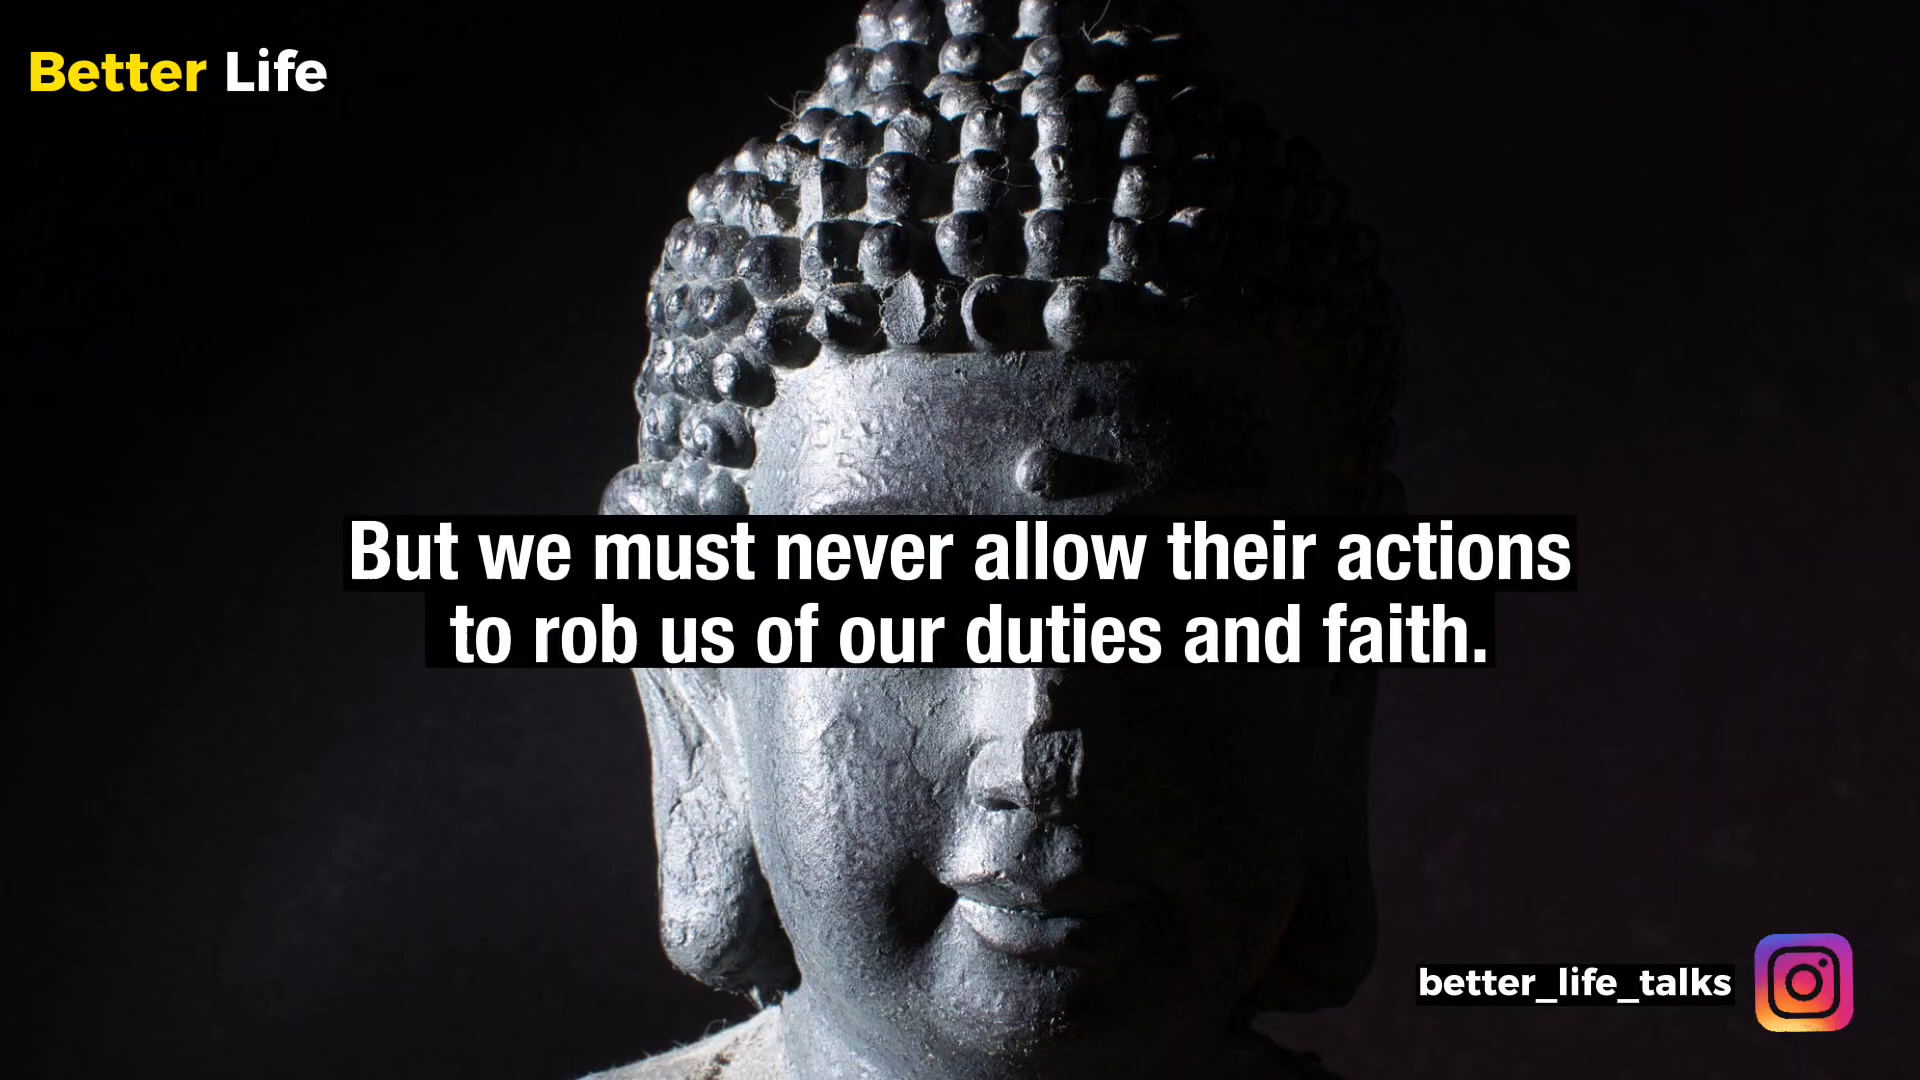 Better Life
But we must never allow their actions
to rob us of our duties and faith.
better_life_talks